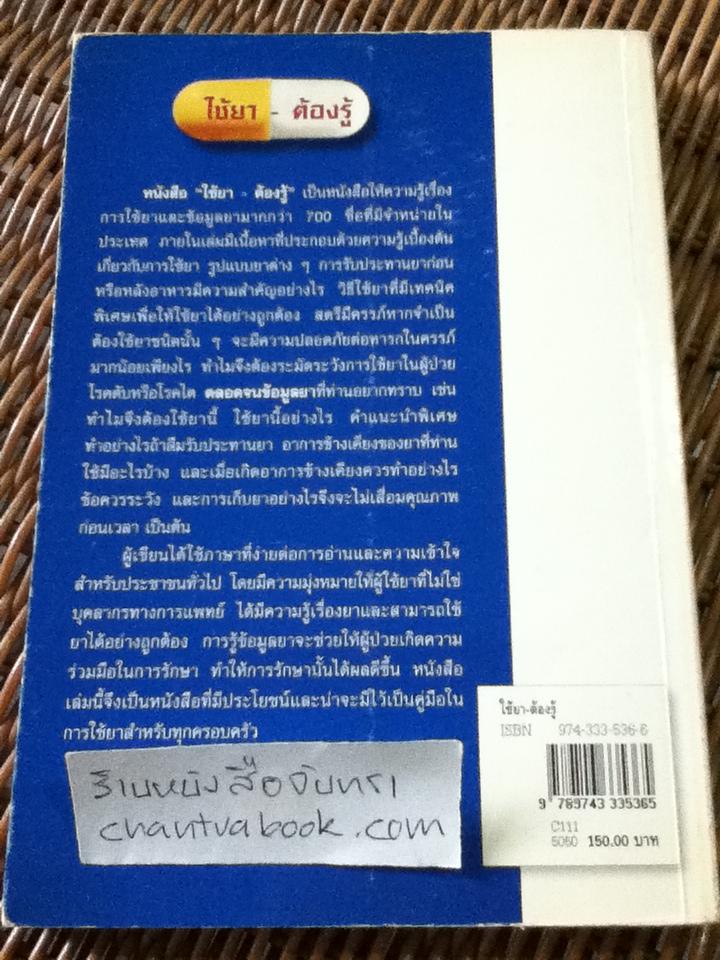 ใช้ยา - ต้องรู้
หนังสือ "ใช้ยา - ต้องรู้" เป็นหนังสือให้ความรู้เรื่อง
การใช้ยาและข้อมูลยามากกว่า 700 ชื่อที่มีจำหน่ายใน
ประเทศ ภายในเล่มมีเนื้อหาที่ประกอบด้วยความรู้เบื้องต้น
เกี่ยวกับการใช้ยา รูปแบบยาต่าง ๆ การรับประทานยาก่อน
หรือหลังอาหารมีความสำคัญอย่างไร วิธีใช้ยาที่มีเทคนิค
พิเศษเพื่อให้ใช้ยาได้อย่างถูกต้อง สตรีมีครรภ์หากจำเป็น
ต้องใช้ยาชนิดนั้น ๆ จะมีความปลอดภัยต่อทารกในครรภ์
มากน้อยเพียงไร ทำไมจึงต้องระมัดระวังการใช้ยาในผู้ป่วย
โรคตับหรือโรคไต ตลอดจนข้อมูลยาที่ท่านอยากทราบ เช่น
ทำไมจึงต้องใช้ยานี้ ใช้ยานี้อย่างไร คำแนะนำพิเศษ
ทำอย่างไรถ้าลืมรับประทานยา อาการข้างเคียงของยาที่ท่าน
ใช้มีอะไรบ้าง และเมื่อเกิดอาการข้างเคียงควรทำอย่างไร
ข้อควรระวัง และการเก็บยาอย่างไรจึงจะไม่เสื่อมคุณภาพ
ก่อนเวลา เป็นต้น
ผู้เขียนได้ใช้ภาษาที่ง่ายต่อการอ่านและความเข้าใจ
สำหรับประชาชนทั่วไป โดยมีความมุ่งหมายให้ผู้ใช้ยาที่ไม่ใช่
บุคลากรทางการแพทย์ ได้มีความรู้เรื่องยาและสามารถใช้
ยาได้อย่างถูกต้อง การรู้ข้อมูลยาจะช่วยให้ผู้ป่วยเกิดความ
ร่วมมือในการรักษา ทำให้การรักษานั้นได้ผลดีขึ้น หนังสือ
เล่มนี้จึงเป็นหนังสือที่มีประโยชน์และน่าจะมีไว้เป็นคู่มือใน
การใช้ยาสำหรับทุกครอบครัว
ร้านหนังสือจันทรา
chantrabook.com
ใช้ยา-ต้องรู้
ISBN 974-333-536-6
9 789743 335365
C111
5050 150.00 บาท